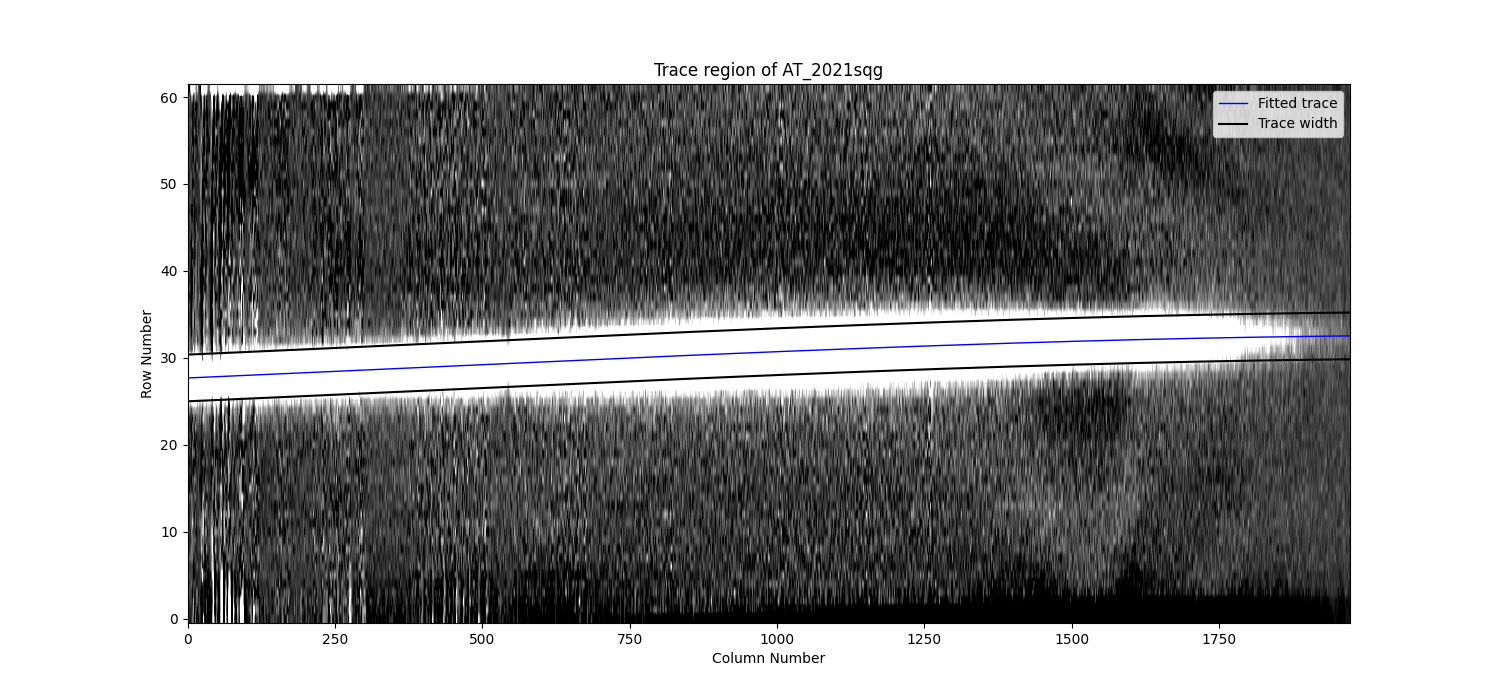 Trace region of AT_2021sqg
Fitted trace
Trace width
60
50
40
30
20
10
0
Row Number
0 250 500 750 1000 1250 1500 1750
Column Number